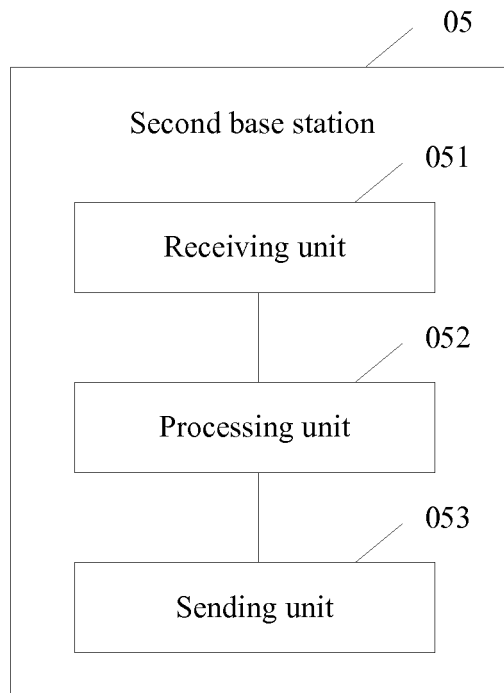 05
Second base station
051
Receiving unit
052
Processing unit
053
Sending unit